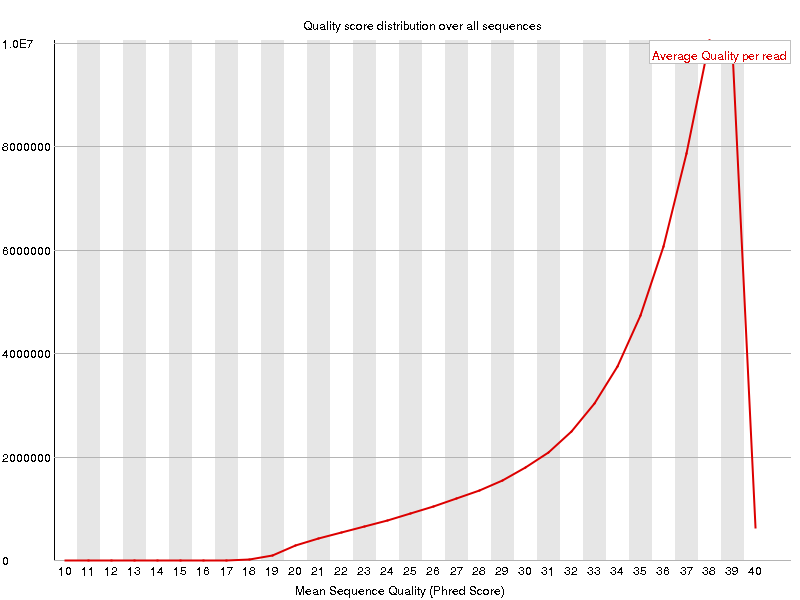 Quality score distribution over all sequences
1.0E7
Average Quality per read
8000000
6000000
4000000
2000000
0
10 11 12 13 14 15 16 17 18 19 20 21 22 23 24 25 26 27 28 29 30 31 32 33 34 35 36 37 38 39 40
Mean Sequence Quality (Phred Score)